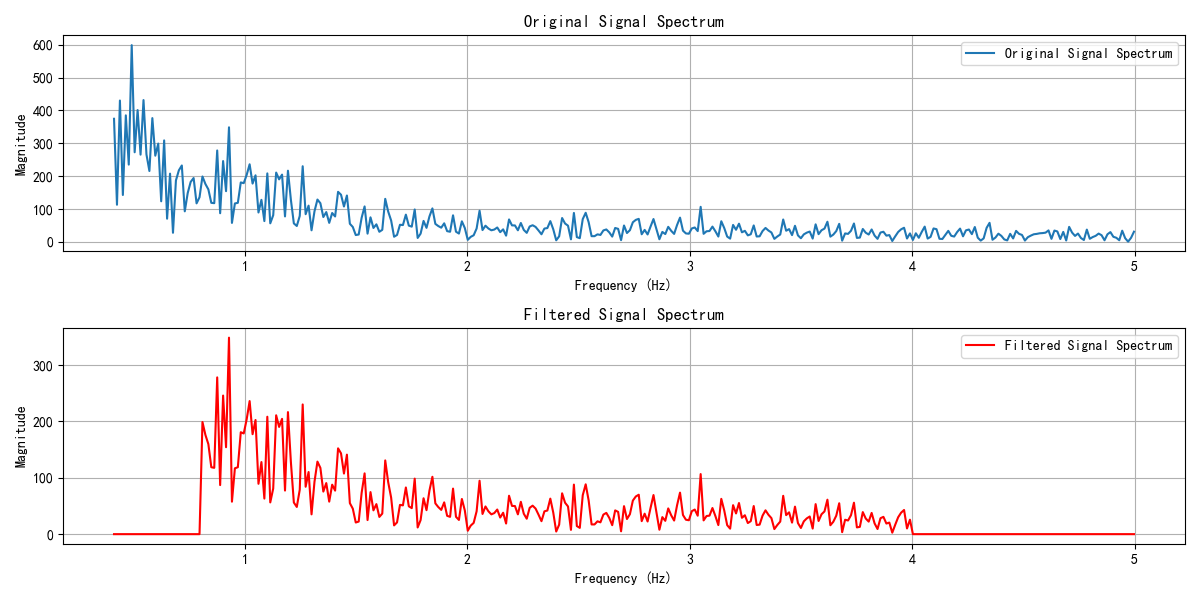 Original Signal Spectrum
Original Signal Spectrum
Magnitude
600
500
400
300
200
100
0
1
2
3
4
5
Frequency (Hz)
Filtered Signal Spectrum
Filtered Signal Spectrum
Magnitude
300
200
100
0
1
2
3
4
5
Frequency (Hz)